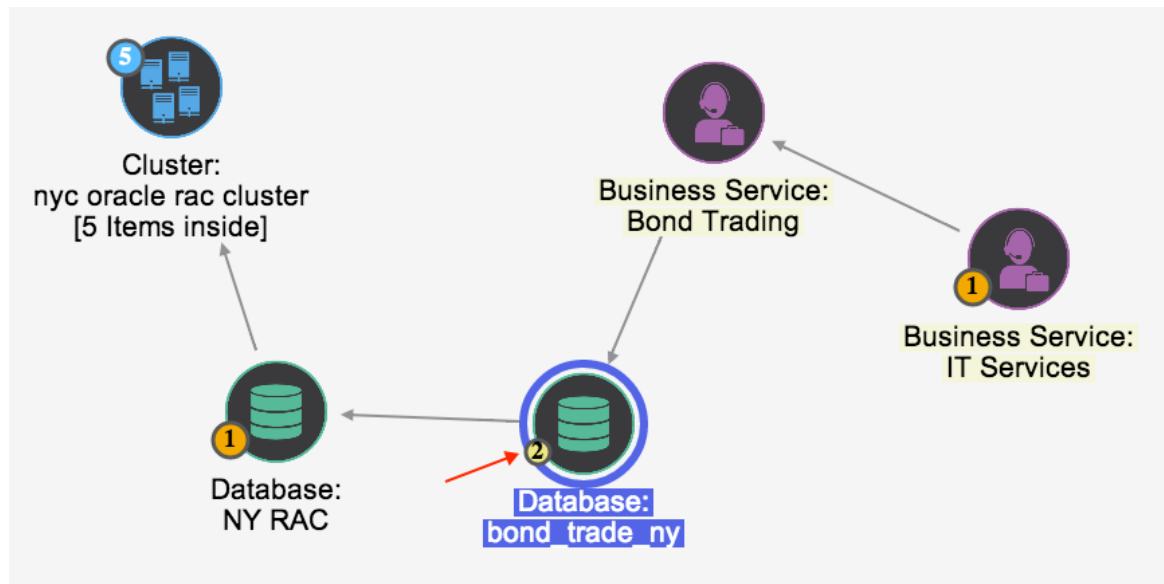 5
Cluster:
nyc oracle rac cluster
[5 Items inside]
Business Service:
Bond Trading
1
Business Service:
IT Services
1
Database:
NY RAC
2
Database:
bond_trade_ny